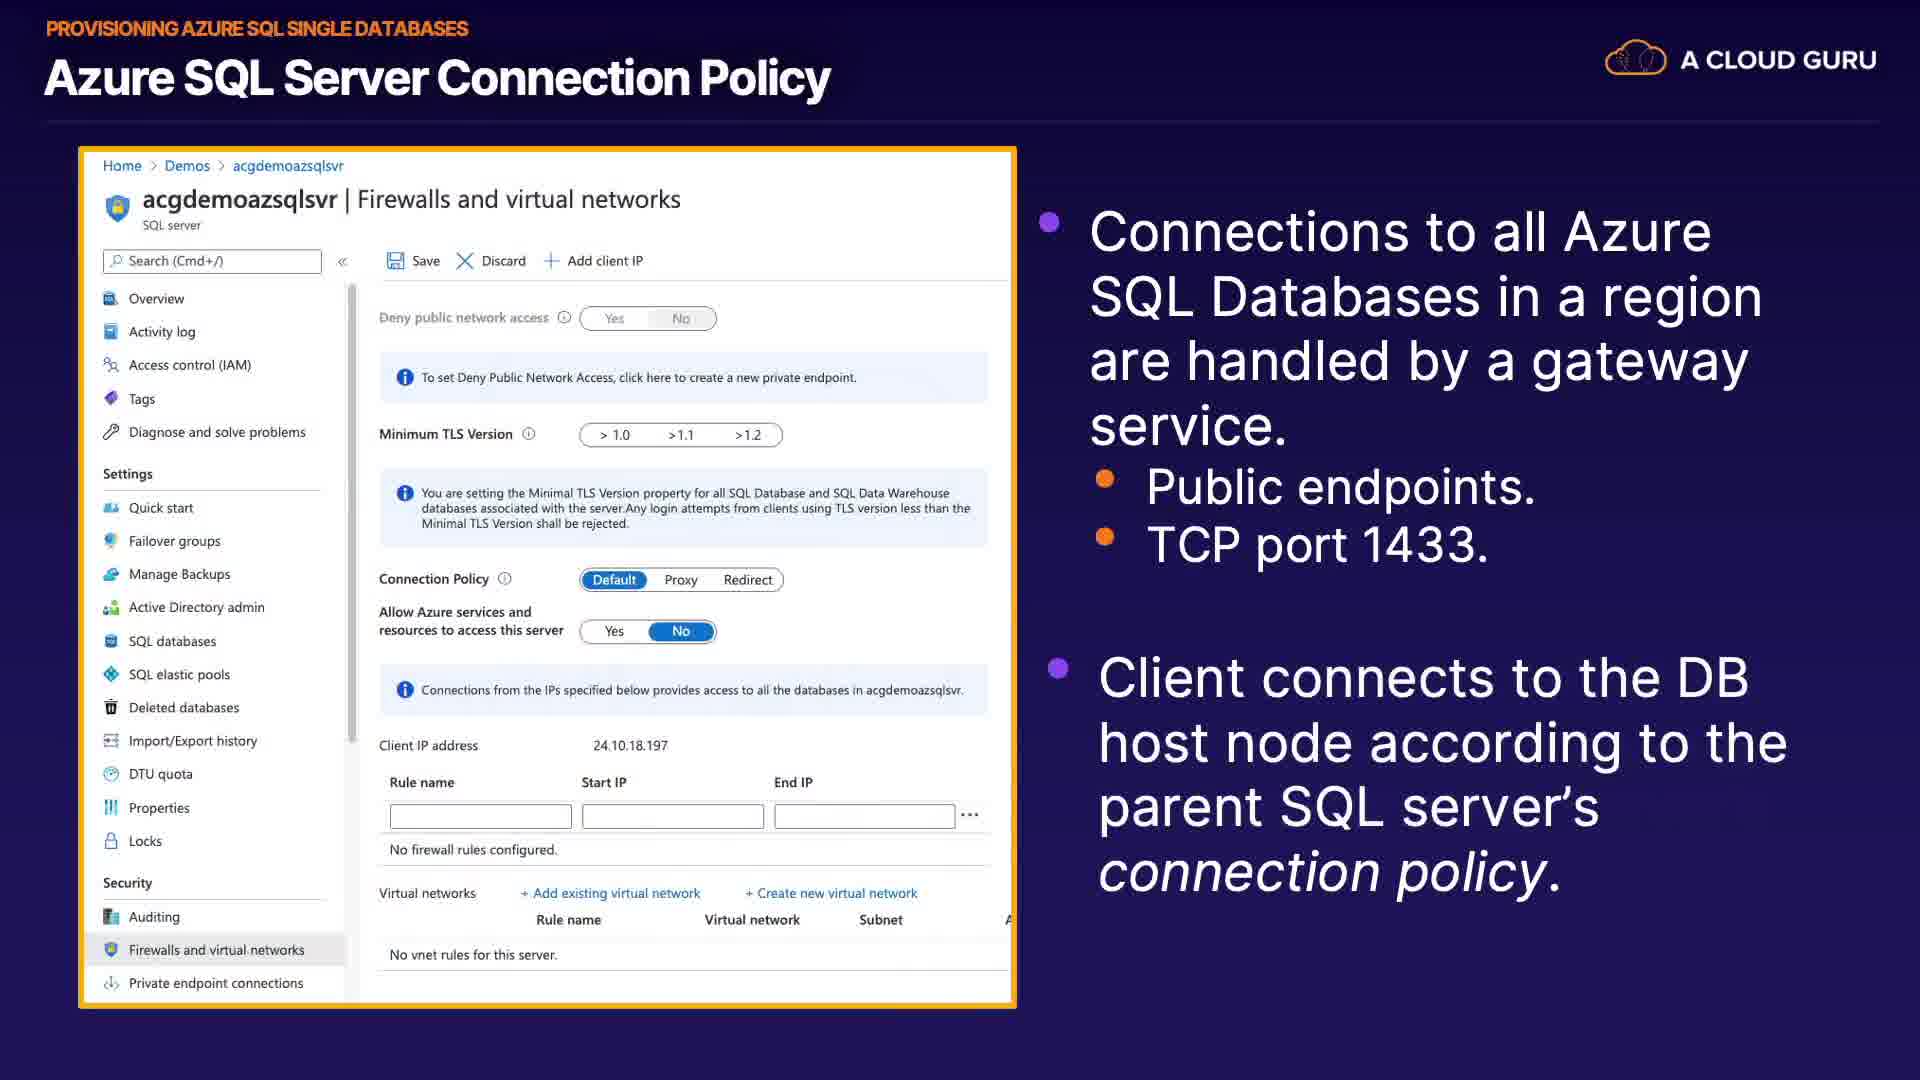 PROVISIONING AZURE SQL SINGLE DATABASES
Azure SQL Server Connection Policy
A CLOUD GURU
Home > Demos > acgdemoazsqlsvr
acgdemoazsqlsvr | Firewalls and virtual networks
SQL server
Search (Cmd+/)
«
Save
Discard
Add client IP
Overview
Activity log
Access control (IAM)
Tags
Diagnose and solve problems
Settings
Quick start
Failover groups
Manage Backups
Active Directory admin
SQL databases
SQL elastic pools
Deleted databases
Import/Export history
DTU quota
Properties
Locks
Security
Auditing
Firewalls and virtual networks
Private endpoint connections
Deny public network access
Yes No
To set Deny Public Network Access, click here to create a new private endpoint.
Minimum TLS Version
> 1.0 >1.1 >1.2
You are setting the Minimal TLS Version property for all SQL Database and SQL Data Warehouse
databases associated with the server.Any login attempts from clients using TLS version less than the
Minimal TLS Version shall be rejected.
Connection Policy
Default Proxy Redirect
Allow Azure services and
resources to access this server
Yes No
Connections from the IPs specified below provides access to all the databases in acgdemoazsqlsvr.
Client IP address 24.10.18.197
Rule name Start IP End IP
...
No firewall rules configured.
Virtual networks + Add existing virtual network + Create new virtual network
Rule name Virtual network Subnet A
No vnet rules for this server.
Connections to all Azure
SQL Databases in a region
are handled by a gateway
service.
Public endpoints.
TCP port 1433.
Client connects to the DB
host node according to the
parent SQL server’s
connection policy.